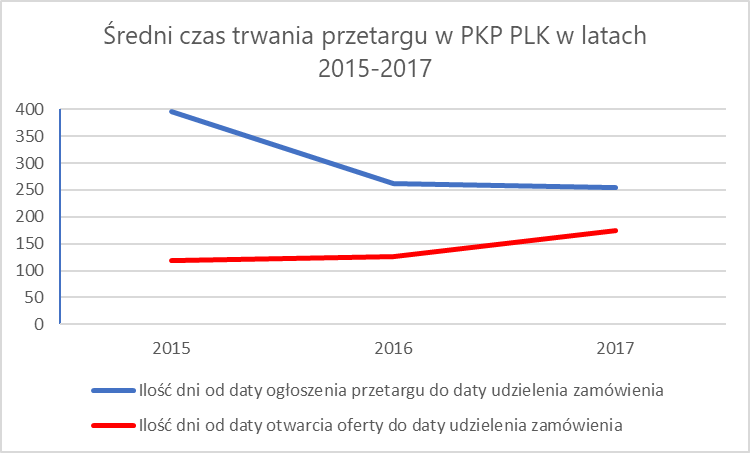 Średni czas trwania przetargu w PKP PLK w latach
2015-2017
400
350
300
250
200
150
100
50
0
2015 2016 2017
Ilość dni od daty ogłoszenia przetargu do daty udzielenia zamówienia
Ilość dni od daty otwarcia oferty do daty udzielenia zamówienia